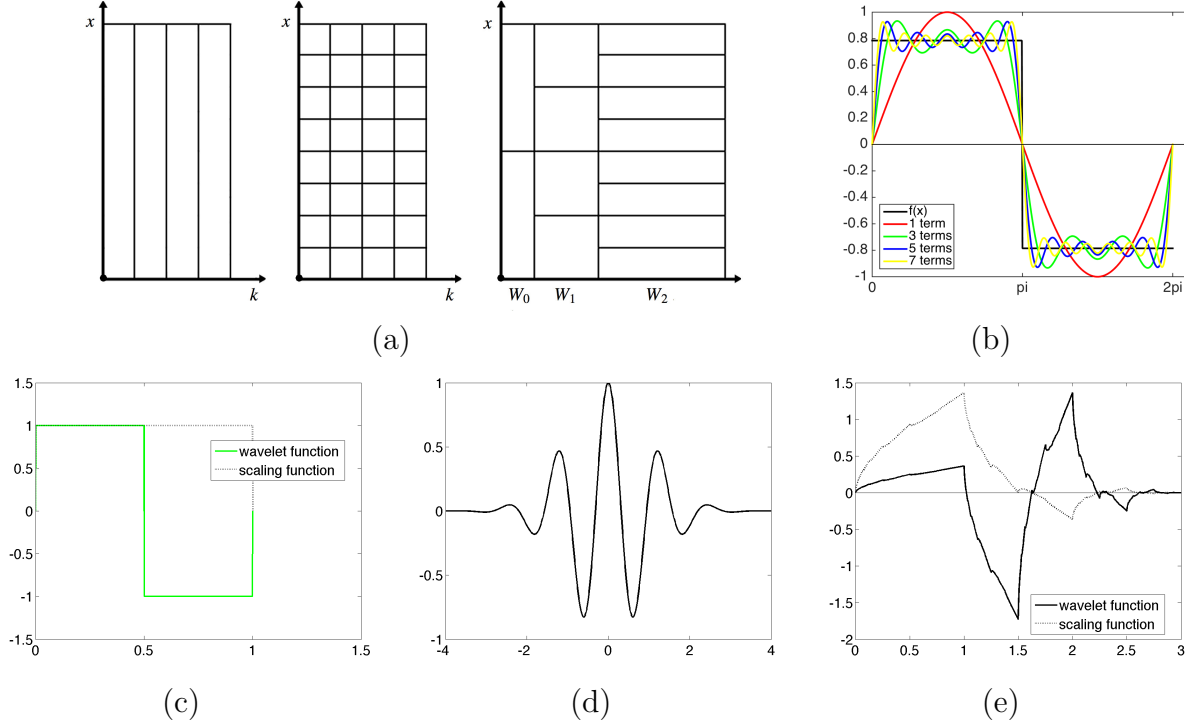 x
k
x
k
x
W0 W1 W2
(a)
1
0.8
0.6
0.4
0.2
0
-0.2
-0.4
-0.6
-0.8
-1
0 pi 2pi
f(x)
1 term
3 terms
5 terms
7 terms
(b)
1.5
1
0.5
0
-0.5
-1
-1.5
0 0.5 1 1.5
wavelet function
scaling function
(c)
1
0.5
0
-0.5
-1
-4 -2 0 2 4
(d)
1.5
1
0.5
0
-0.5
-1
-1.5
-2
0 0.5 1 1.5 2 2.5 3
wavelet function
scaling function
(e)